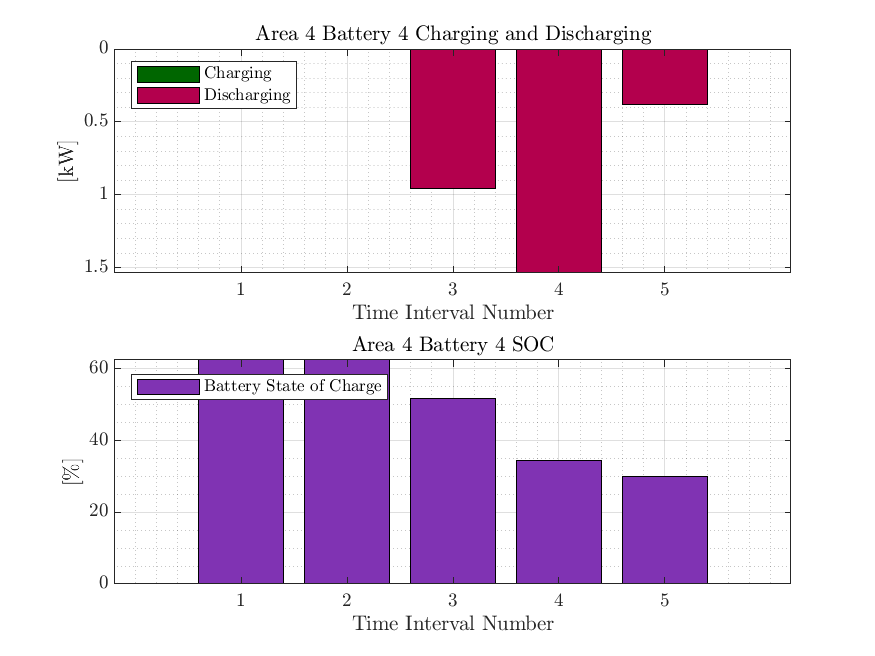 Area 4 Battery 4 Charging and Discharging
0
0.5
1
1.5
[kW]
Charging
Discharging
1 2 3 4 5
Time Interval Number
Area 4 Battery 4 SOC
60
40
20
0
[%]
Battery State of Charge
1 2 3 4 5
Time Interval Number